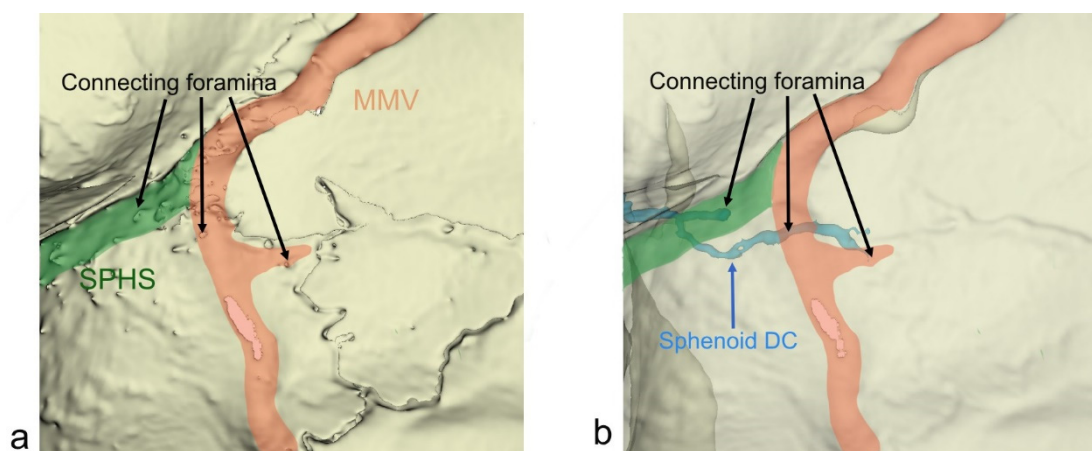 Connecting foramina
MMV
SPHS
a
Connecting foramina
Sphenoid DC
b